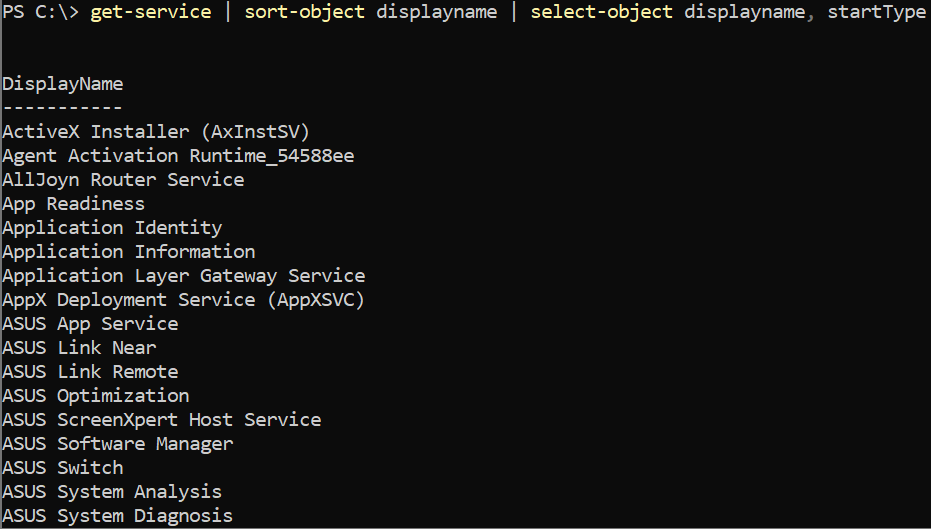 PS C:\> get-service | sort-object displayname | select-object displayname, startType
DisplayName
-----------
ActiveX Installer (AxInstSV)
Agent Activation Runtime_54588ee
AllJoyn Router Service
App Readiness
Application Identity
Application Information
Application Layer Gateway Service
AppX Deployment Service (AppXSVC)
ASUS App Service
ASUS Link Near
ASUS Link Remote
ASUS Optimization
ASUS ScreenXpert Host Service
ASUS Software Manager
ASUS Switch
ASUS System Analysis
ASUS System Diagnosis